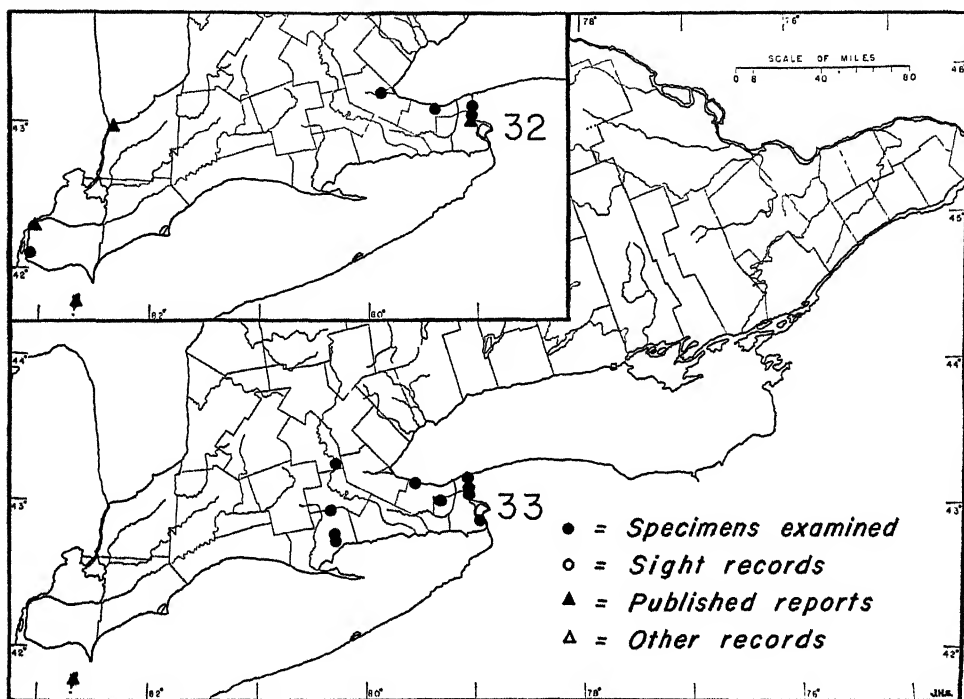 78°
76°
SCALE OF MILES
0 8 40 80
46
43°
32
45°
42°
82°
80°
44°
44°
43°
33
43°
● = Specimens examined
○ = Sight records
▲ = Published reports
△ = Other records
42°
42°
82°
80°
78°
76°
J.H.S.